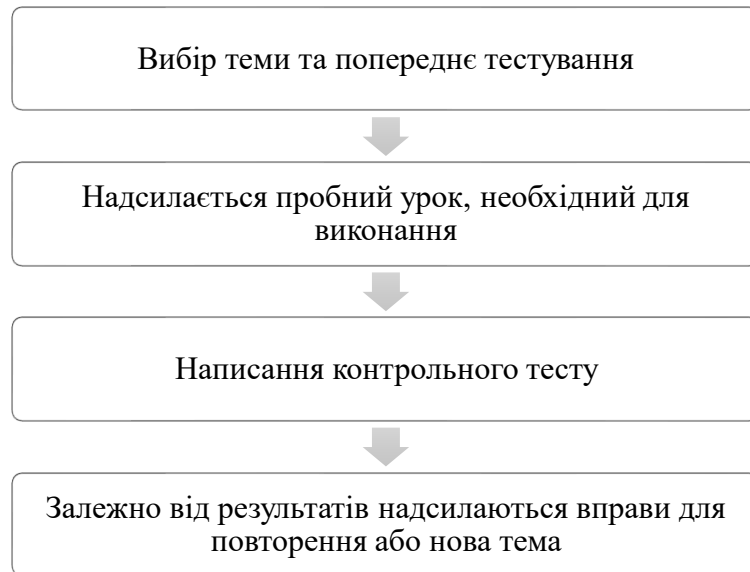 Вибір теми та попереднє тестування
Надсилається пробний урок, необхідний для
виконання
Написання контрольного тесту
Залежно від результатів надсилаються вправи для
повторення або нова тема